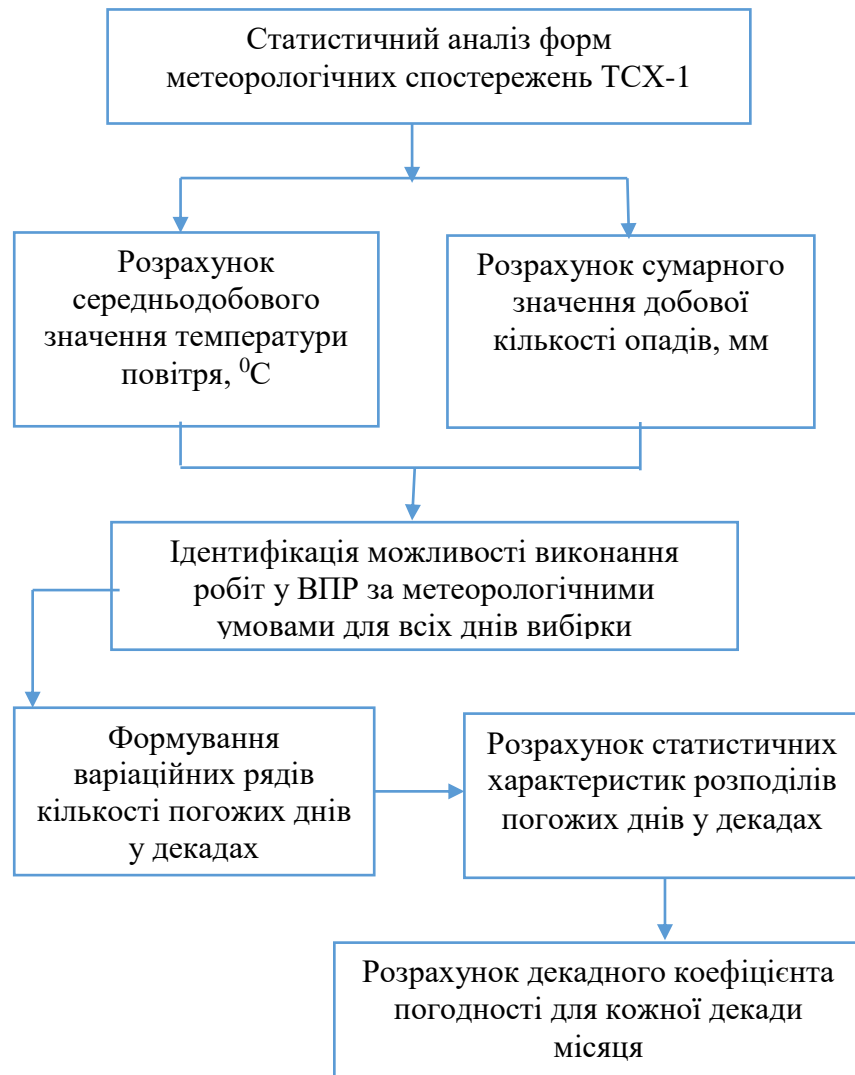 Статистичний аналіз форм
метеорологічних спостережень ТСХ-1
Розрахунок
середньодобового
значення температури
повітря, ⁰С
Розрахунок сумарного
значення добової
кількості опадів, мм
Ідентифікація можливості виконання
робіт у ВПР за метеорологічними
умовами для всіх днів вибірки
Формування
варіаційних рядів
кількості погожих днів
у декадах
Розрахунок статистичних
характеристик розподілів
погожих днів у декадах
Розрахунок декадного коефіцієнта
погодності для кожної декади
місяця